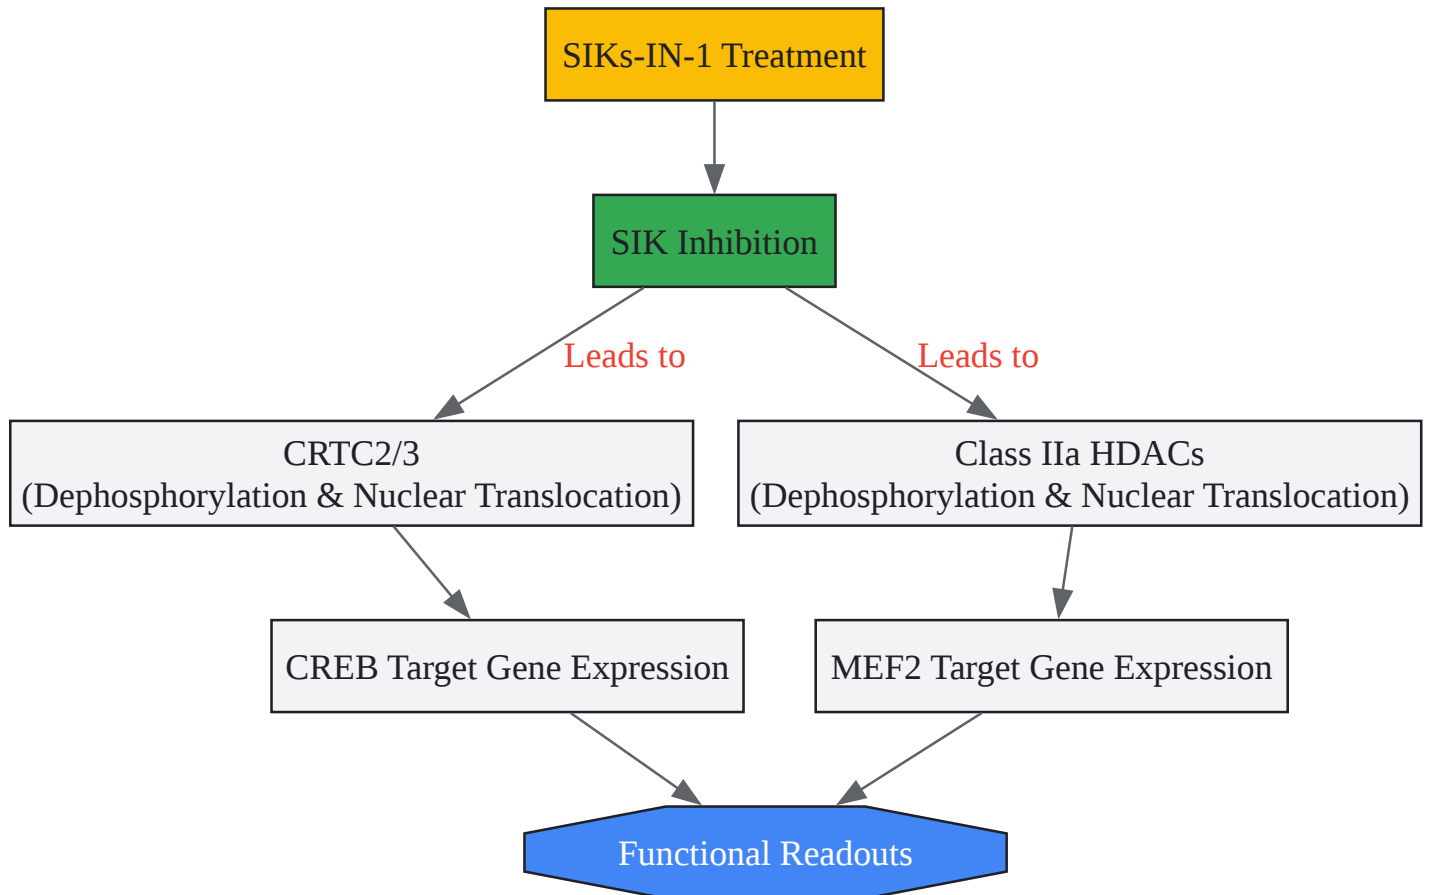 SIKs-IN-1 Treatment
SIK Inhibition
Leads to
Leads to
CRTC2/3
(Dephosphorylation & Nuclear Translocation)
Class IIa HDACs
(Dephosphorylation & Nuclear Translocation)
CREB Target Gene Expression
MEF2 Target Gene Expression
Functional Readouts